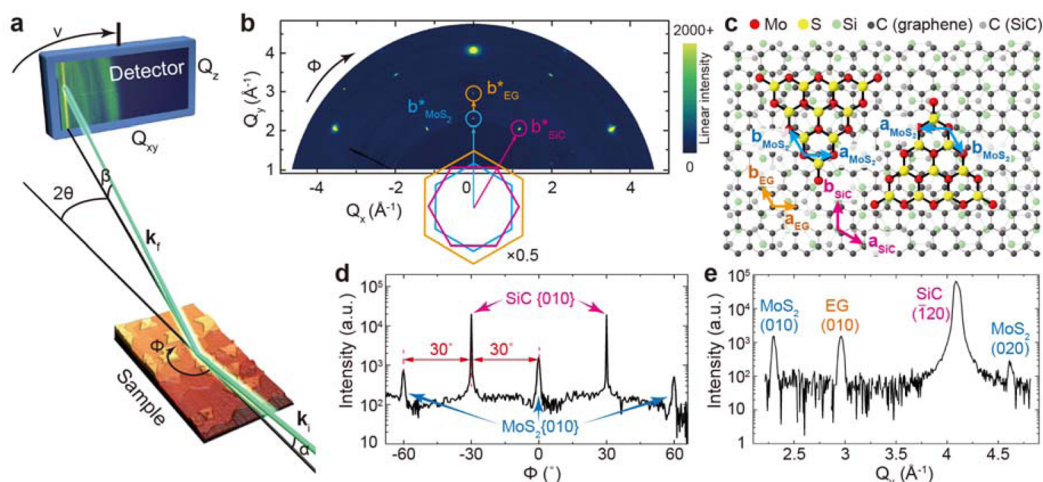 a
ν
Detector
Q_z
Q_xy
β
2θ
k_f
Φ
Sample
k_i
α
b
Φ
Q_y (Å⁻¹)
5
4
3
2
b*_EG
b*_MoS₂
b*_SiC
-4
-2
0
2
4
Q_x (Å⁻¹)
×0.5
2000+
0
Linear intensity
c
Mo S Si C (graphene) C (SiC)
b_MoS₂
a_MoS₂
a_MoS₂
b_MoS₂
b_EG
a_EG
b_SiC
a_SiC
d
Intensity (a.u.)
10⁵
10⁴
10³
10²
10
SiC {010}
30°
30°
MoS₂{010}
-60 -30 0 30 60
Φ (°)
e
Intensity (a.u.)
10⁵
10⁴
10³
10²
10
1
MoS₂
(010)
EG
(010)
SiC
(1̅20)
MoS₂
(020)
2.5 3 3.5 4 4.5
Q_y (Å⁻¹)